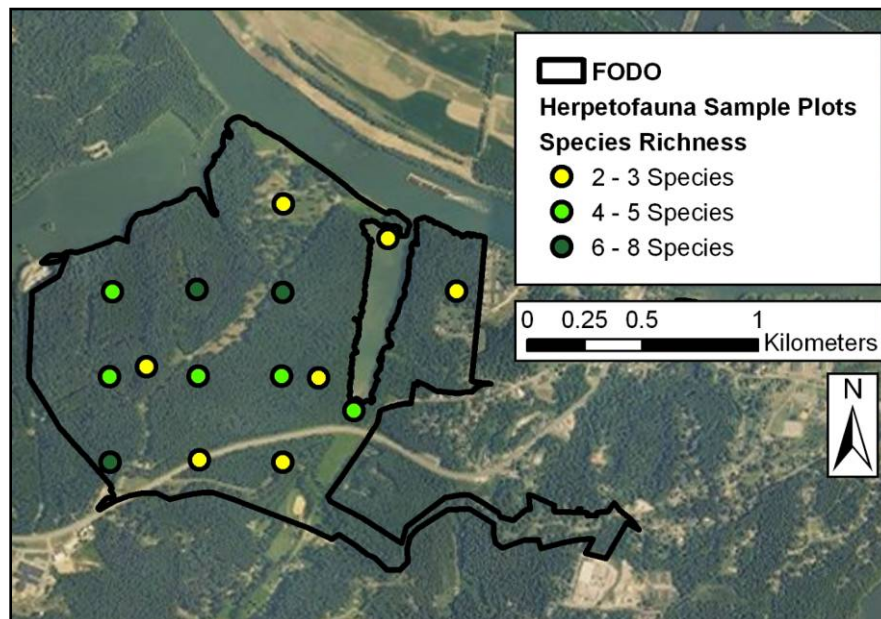 FODO
Herpetofauna Sample Plots
Species Richness
2 - 3 Species
4 - 5 Species
6 - 8 Species
0 0.25 0.5 1
Kilometers
N